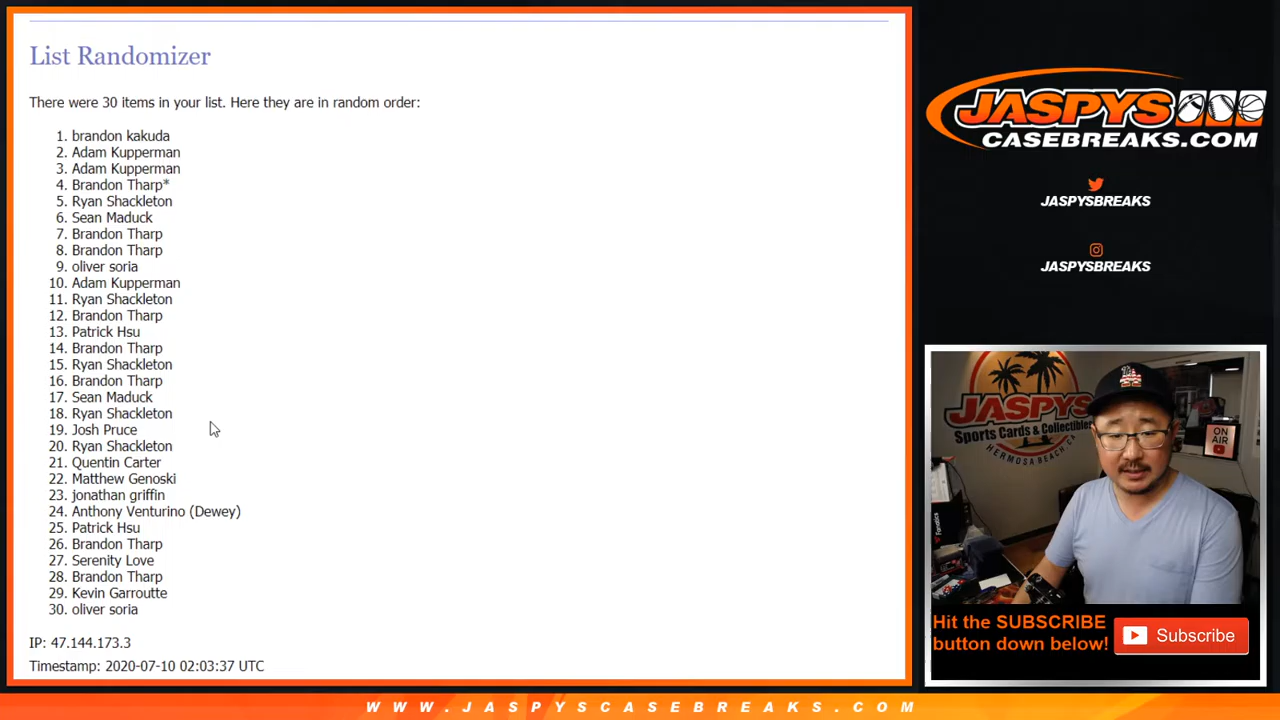 List Randomizer
There were 30 items in your list. Here they are in random order:
1. brandon kakuda
2. Adam Kupperman
3. Adam Kupperman
4. Brandon Tharp*
5. Ryan Shackleton
6. Sean Maduck
7. Brandon Tharp
8. Brandon Tharp
9. oliver soria
10. Adam Kupperman
11. Ryan Shackleton
12. Brandon Tharp
13. Patrick Hsu
14. Brandon Tharp
15. Ryan Shackleton
16. Brandon Tharp
17. Sean Maduck
18. Ryan Shackleton
19. Josh Pruce
20. Ryan Shackleton
21. Quentin Carter
22. Matthew Genoski
23. jonathan griffin
24. Anthony Venturino (Dewey)
25. Patrick Hsu
26. Brandon Tharp
27. Serenity Love
28. Brandon Tharp
29. Kevin Garroutte
30. oliver soria
IP: 47.144.173.3
Timestamp: 2020-07-10 02:03:37 UTC
JASPYS
CASEBREAKS.COM
JASPYSBREAKS
JASPYSBREAKS
JASPYS
Sports Cards & Collectibles
HERMOSA BEACH, CA
ON
AIR
Fanatics
Hit the SUBSCRIBE
button down below!
Subscribe
WWW.JASPYSCASEBREAKS.COM